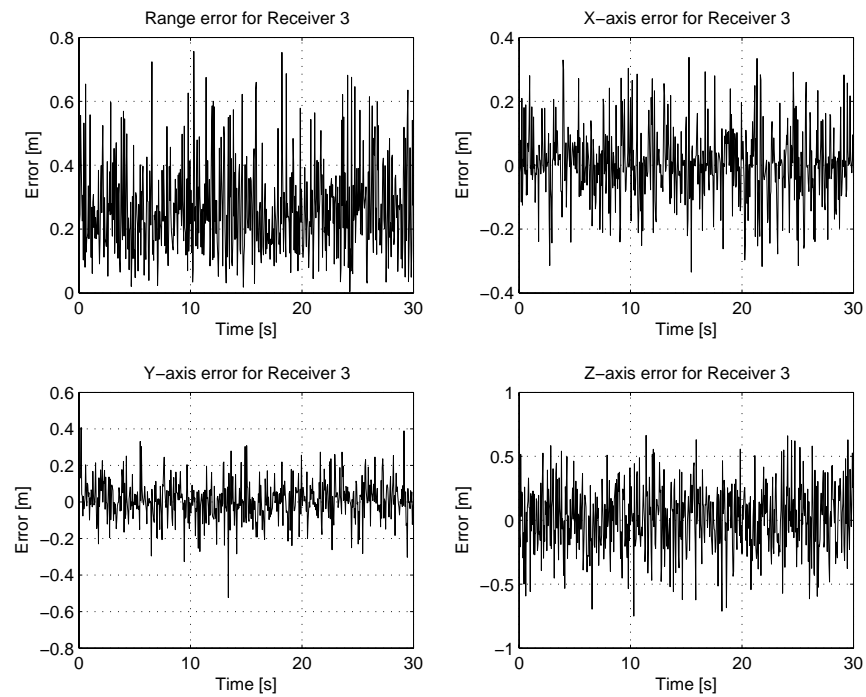 Range error for Receiver 3
Error [m]
0.8
0.6
0.4
0.2
0
0 10 20 30
Time [s]
X−axis error for Receiver 3
Error [m]
0.4
0.2
0
−0.2
−0.4
0 10 20 30
Time [s]
Y−axis error for Receiver 3
Error [m]
0.6
0.4
0.2
0
−0.2
−0.4
−0.6
−0.8
0 10 20 30
Time [s]
Z−axis error for Receiver 3
Error [m]
1
0.5
0
−0.5
−1
0 10 20 30
Time [s]